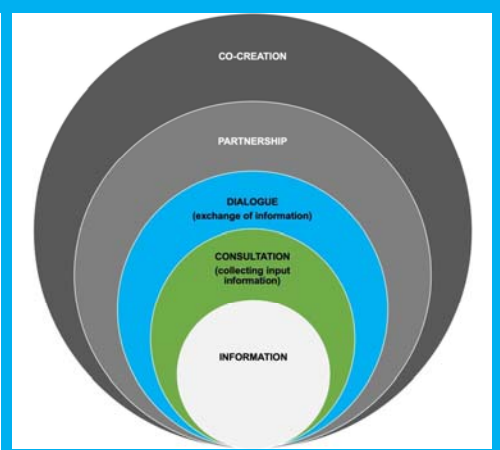 CO-CREATION
PARTNERSHIP
DIALOGUE
(exchange of information)
CONSULTATION
(collecting input
information)
INFORMATION